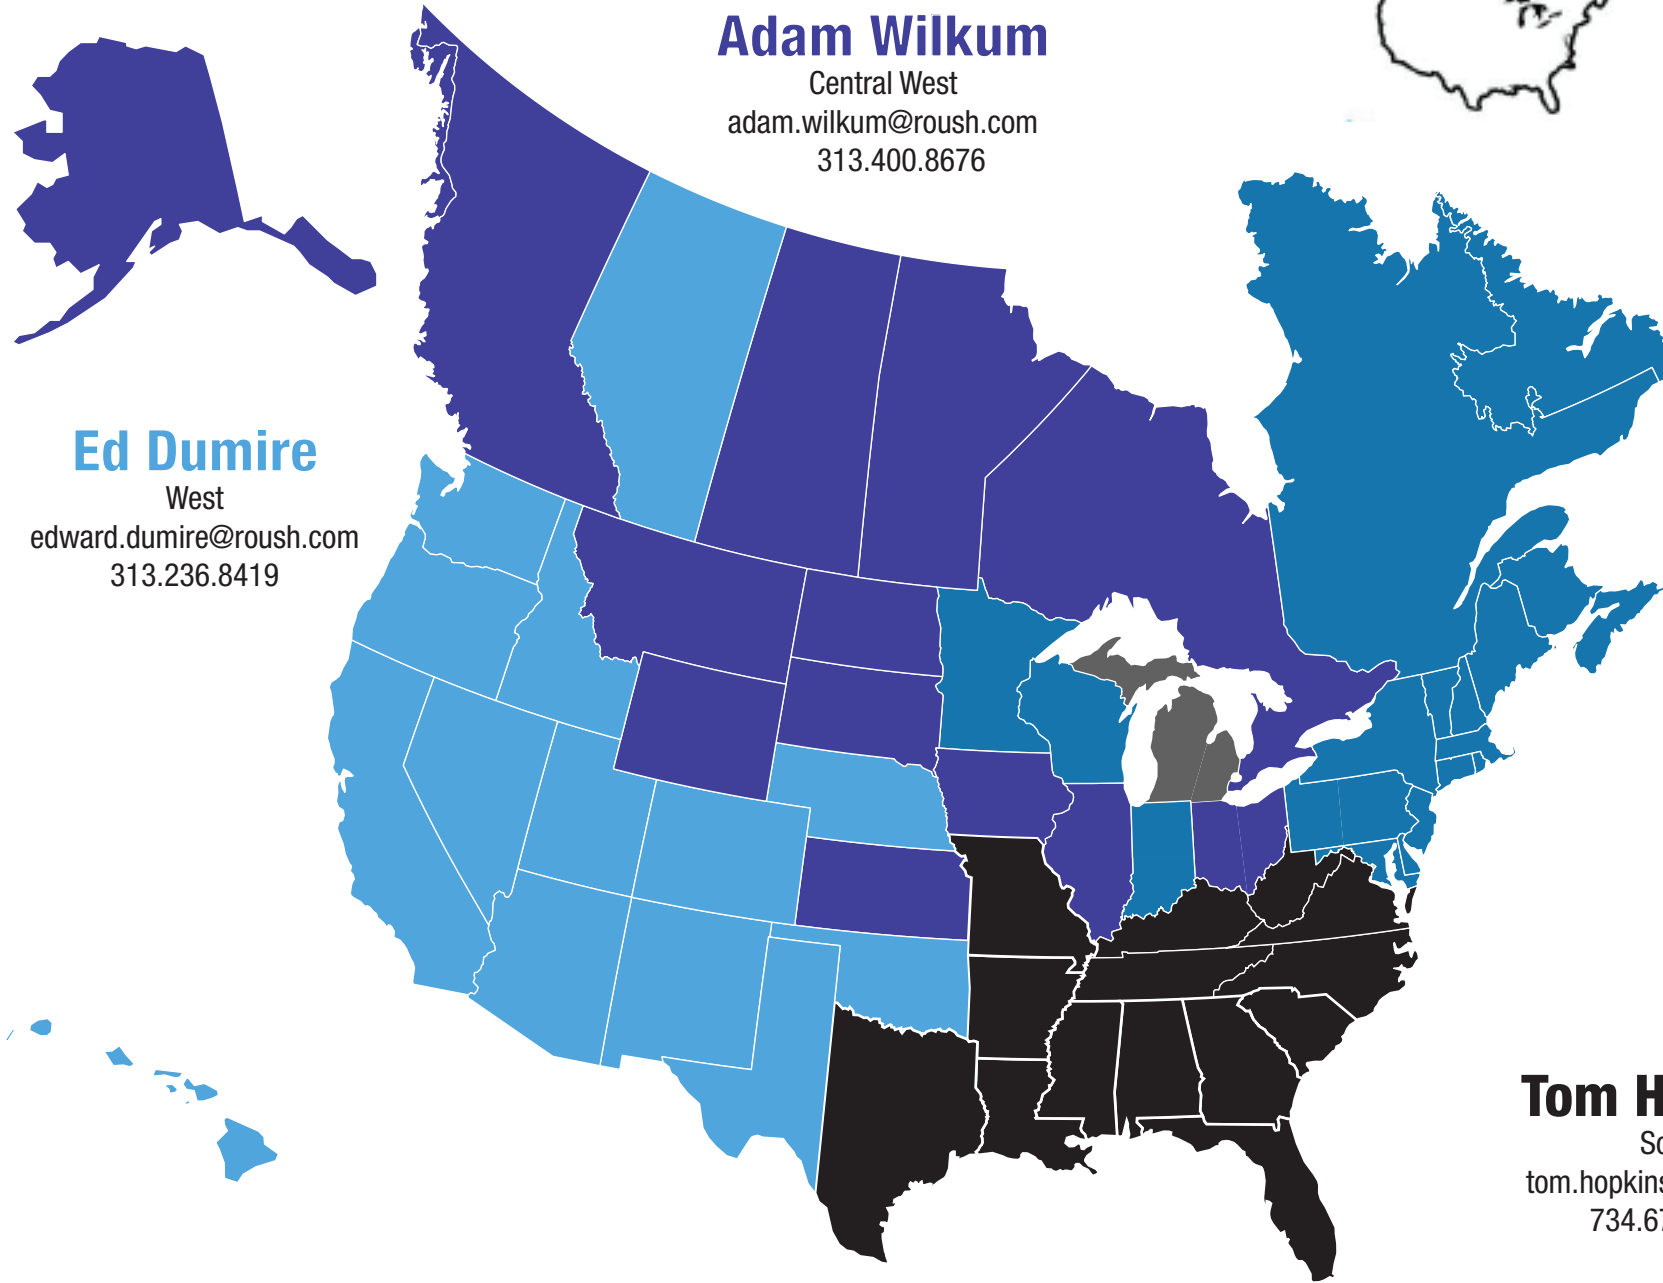 Adam Wilkum
Central West
adam.wilkum@roush.com
313.400.8676
Ed Dumire
West
edward.dumire@roush.com
313.236.8419
Tom H
So
tom.hopkins
734.67